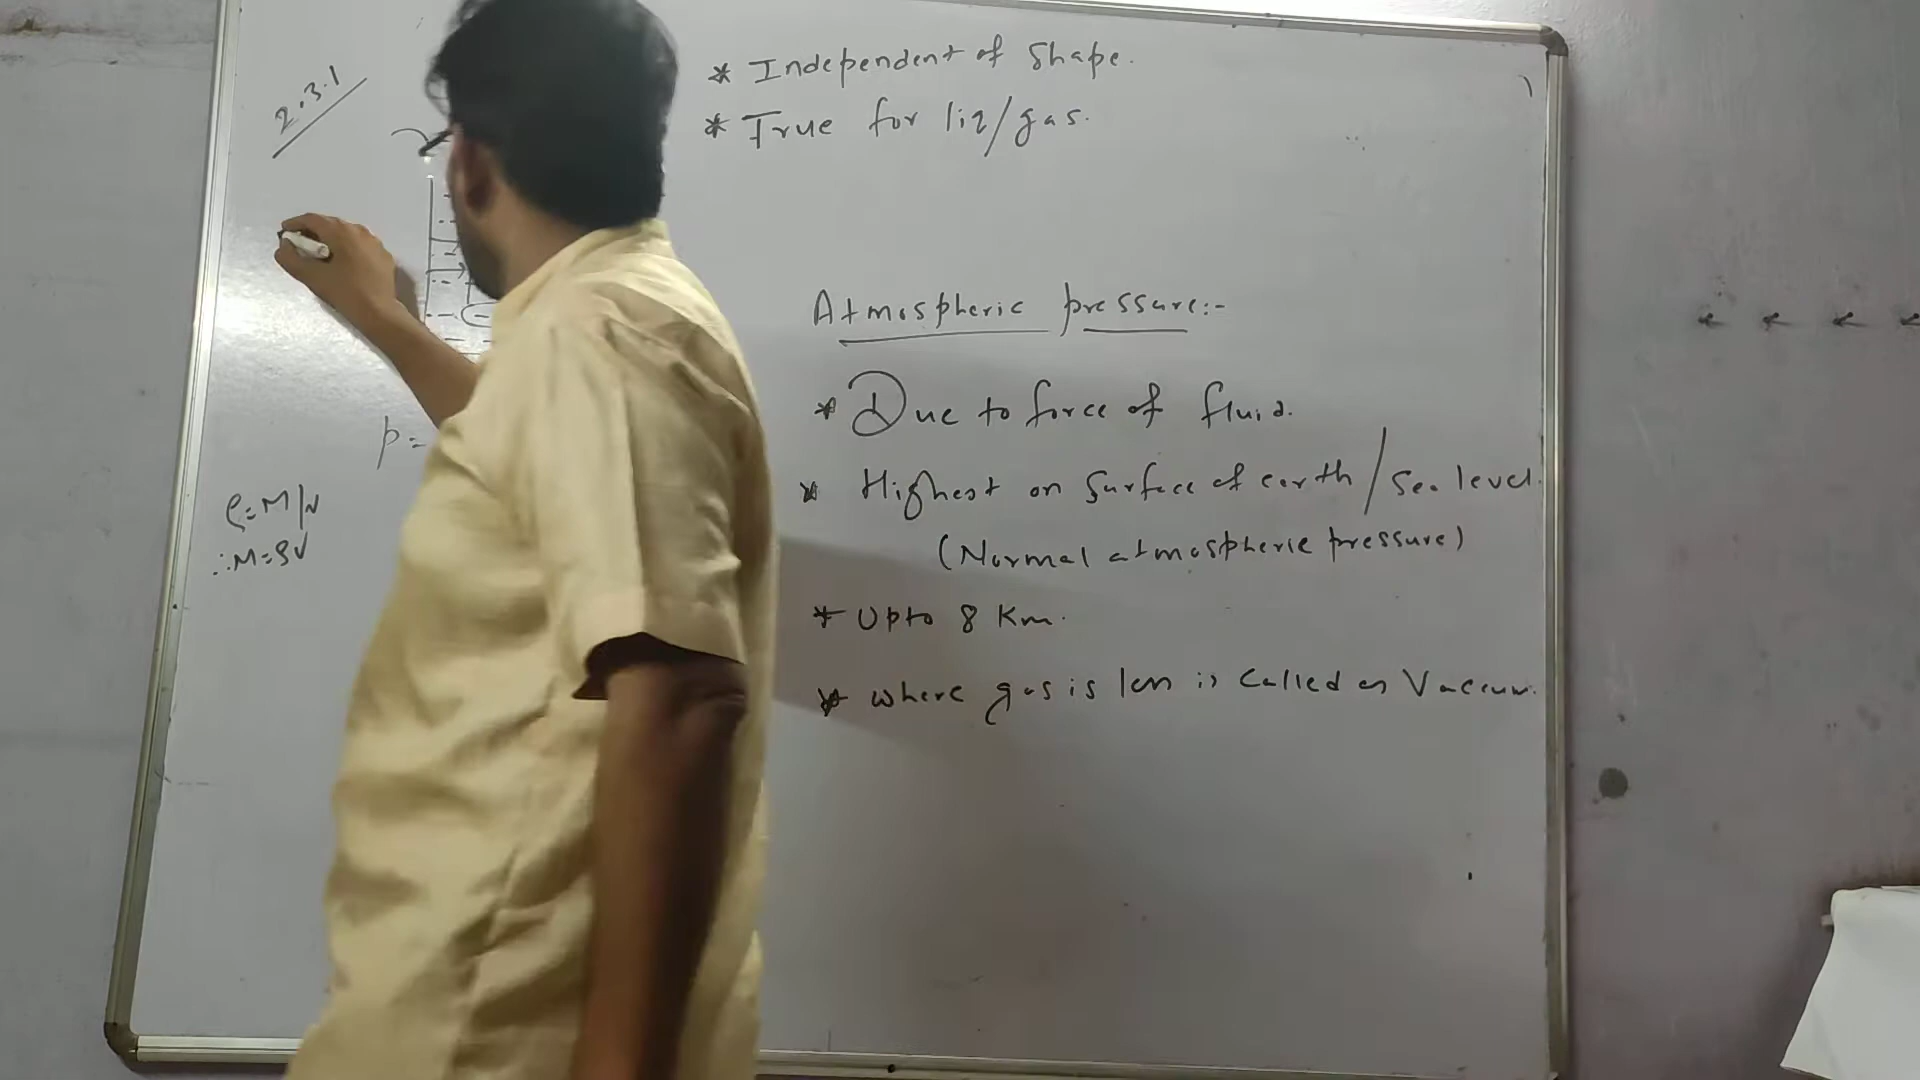 2.3.1
* Independent of Shape.
* True for liq/gas.
P=
ρ=M/V
∴M=ρV
Atmospheric pressure:-
* Due to force of fluid.
* Highest on surface of earth/sea level.
(Normal atmospheric pressure)
* Upto 8 Km.
* where gas is less is called as Vaccum.